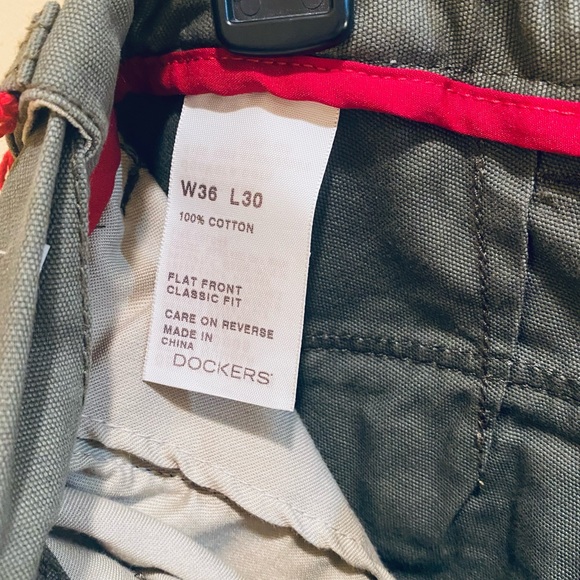 W36 L30
100% COTTON
FLAT FRONT
CLASSIC FIT
CARE ON REVERSE
MADE IN
CHINA
DOCKERS